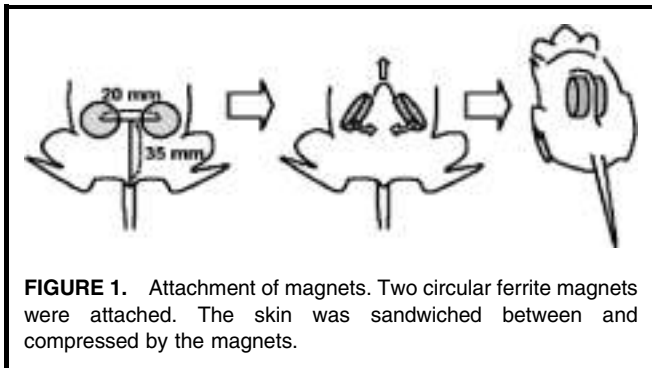 20 mm
35 mm
FIGURE 1. Attachment of magnets. Two circular ferrite magnets
were attached. The skin was sandwiched between and
compressed by the magnets.